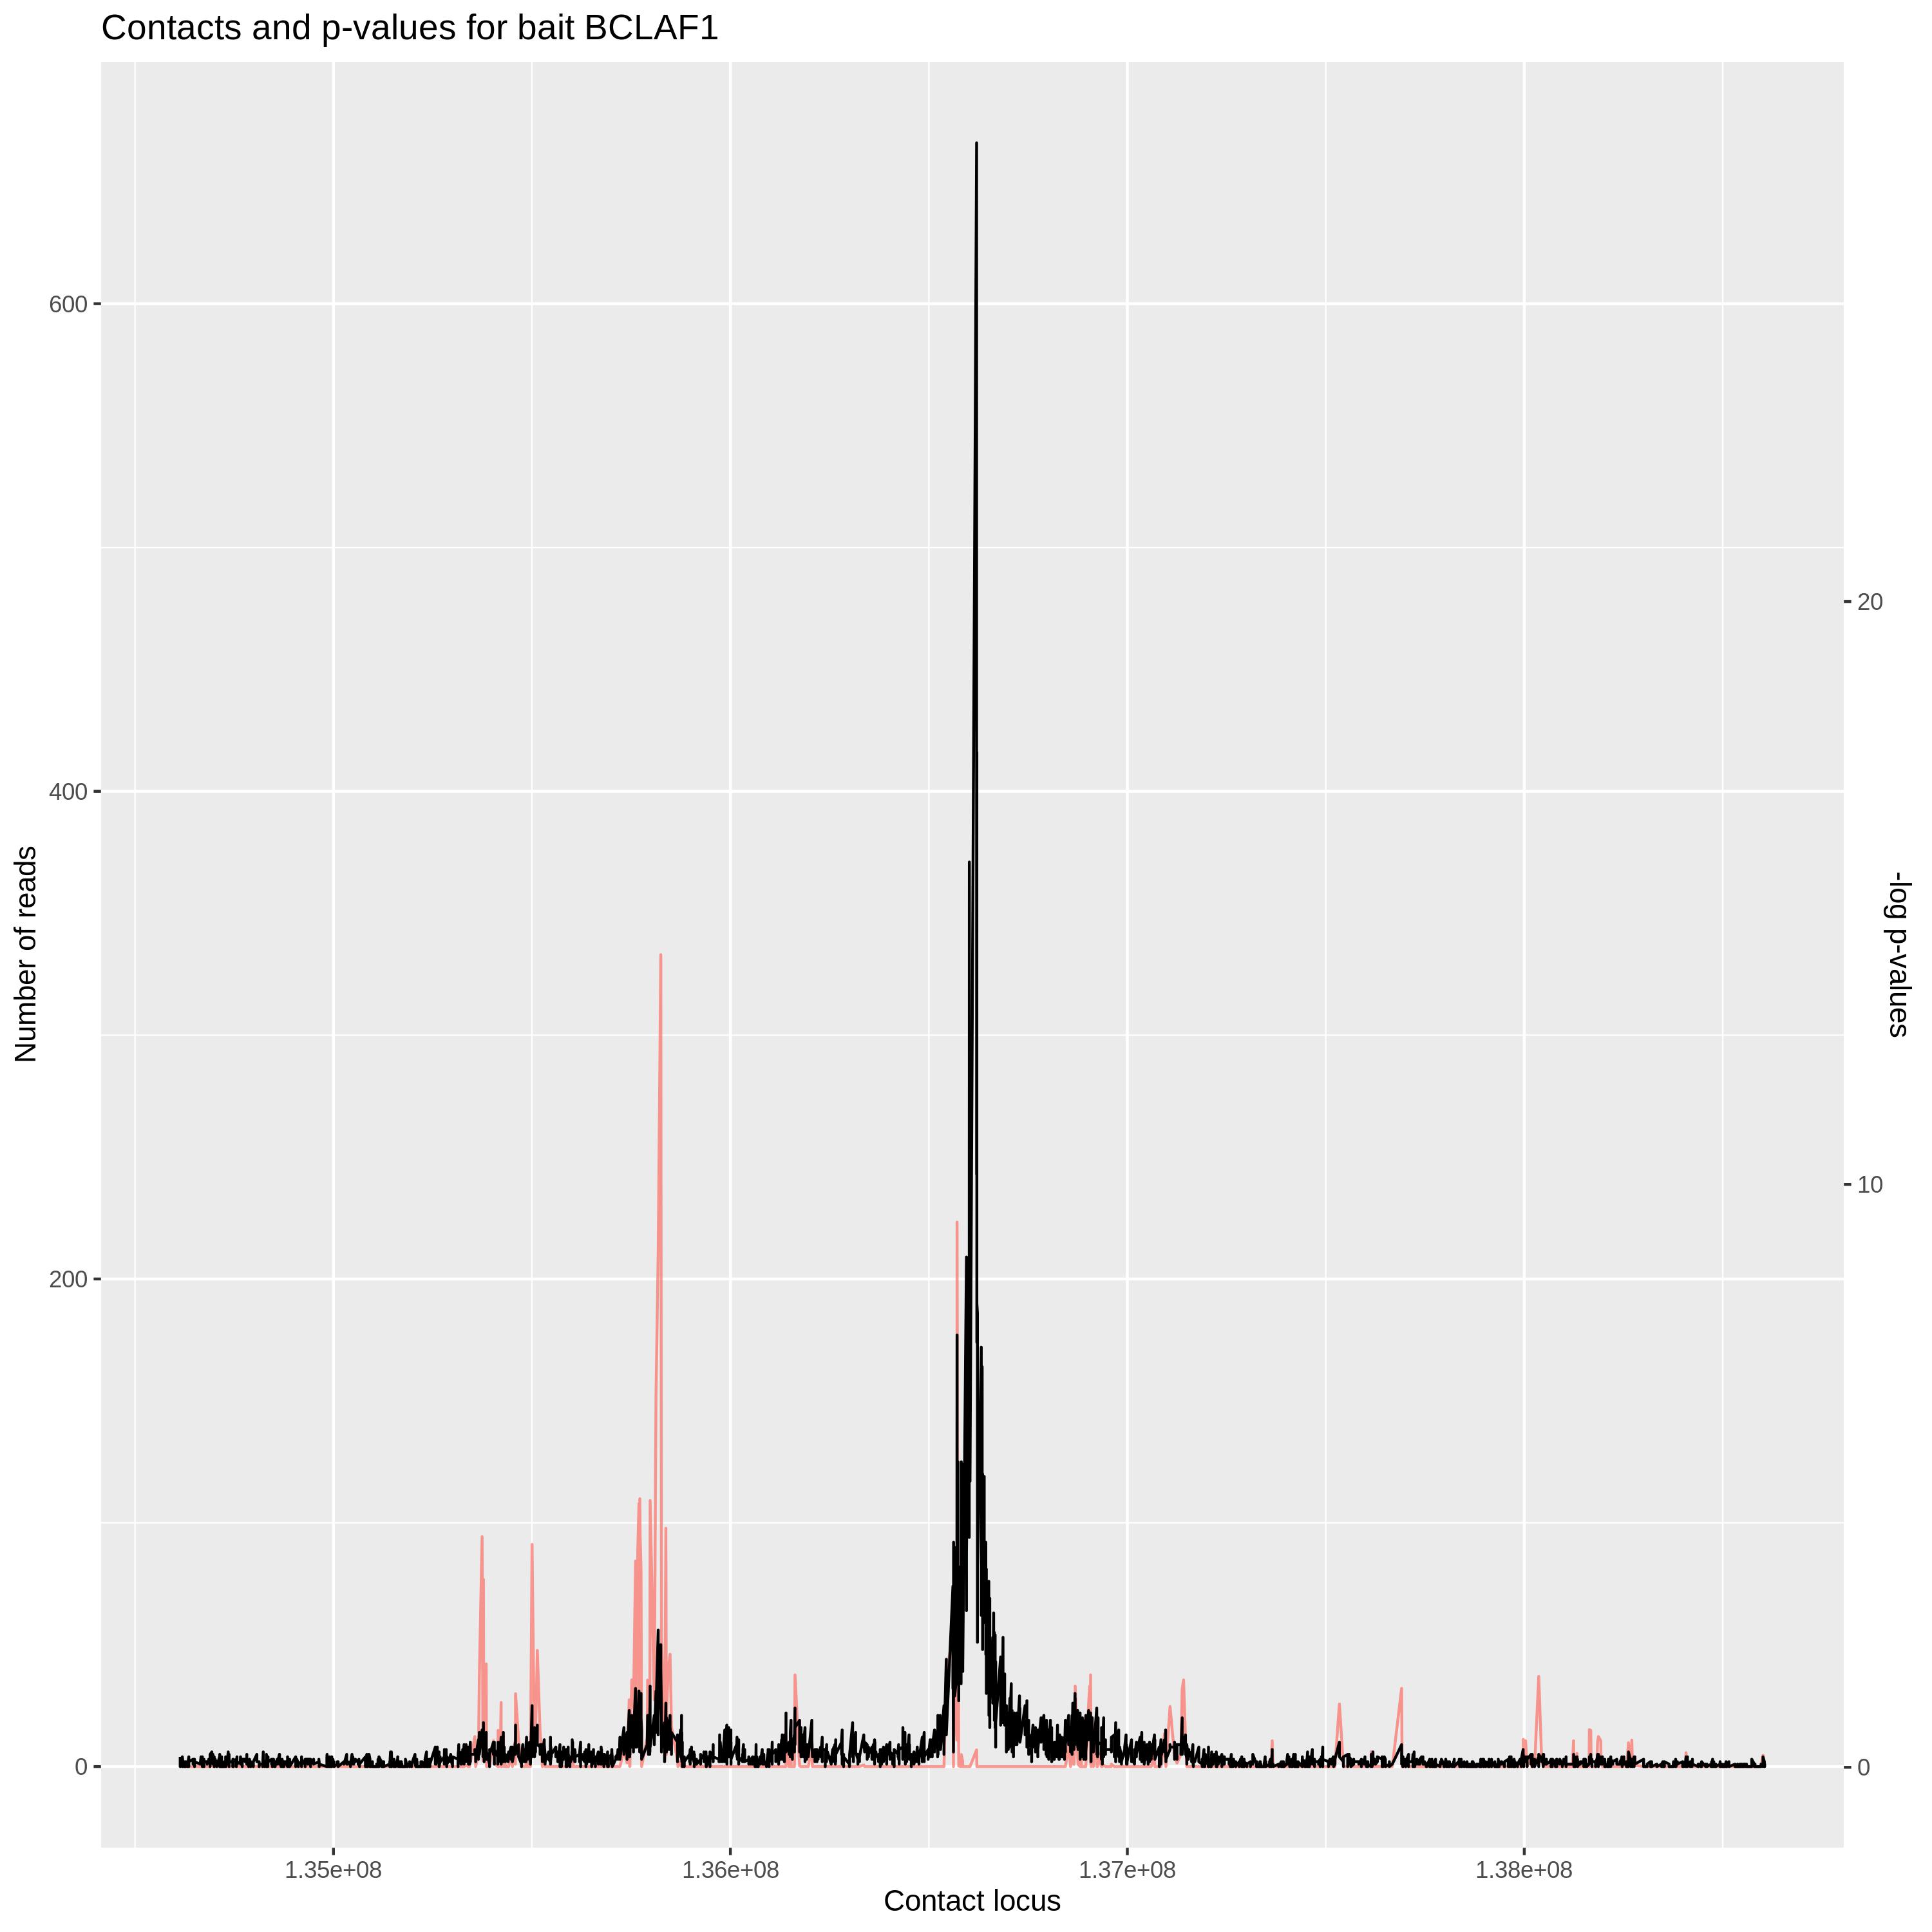 Contacts and p-values for bait BCLAF1
Number of reads
600
400
200
0
20
10
0
-log p-values
1.35e+08
1.36e+08
1.37e+08
1.38e+08
Contact locus